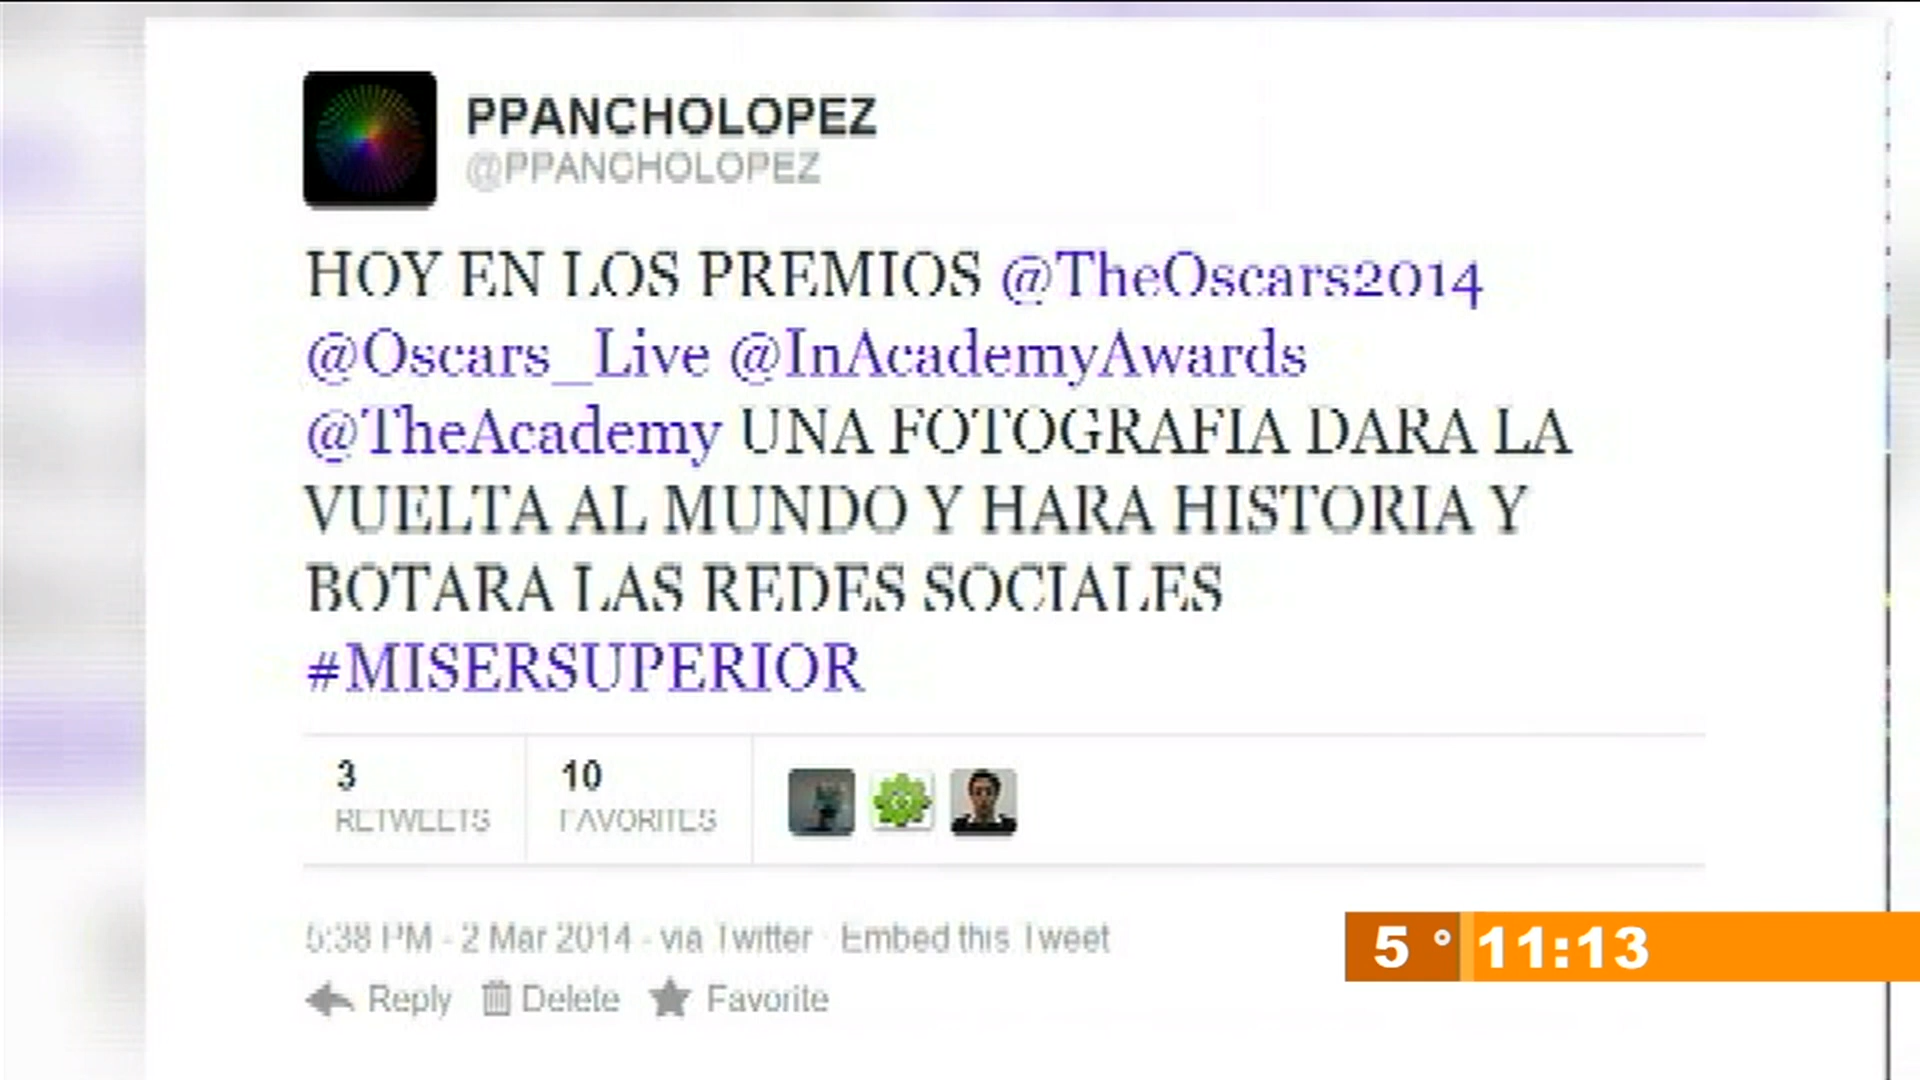 PPANCHOLOPEZ
@PPANCHOLOPEZ
HOY EN LOS PREMIOS @TheOscars2014
@Oscars_Live @InAcademyAwards
@TheAcademy UNA FOTOGRAFIA DARA LA
VUELTA AL MUNDO Y HARA HISTORIA Y
BOTARA LAS REDES SOCIALES
#MISERSUPERIOR
3 10
RETWEETS FAVORITES
5:38 PM - 2 Mar 2014 - via Twitter · Embed this Tweet
Reply Delete Favorite
5 ° 11:13